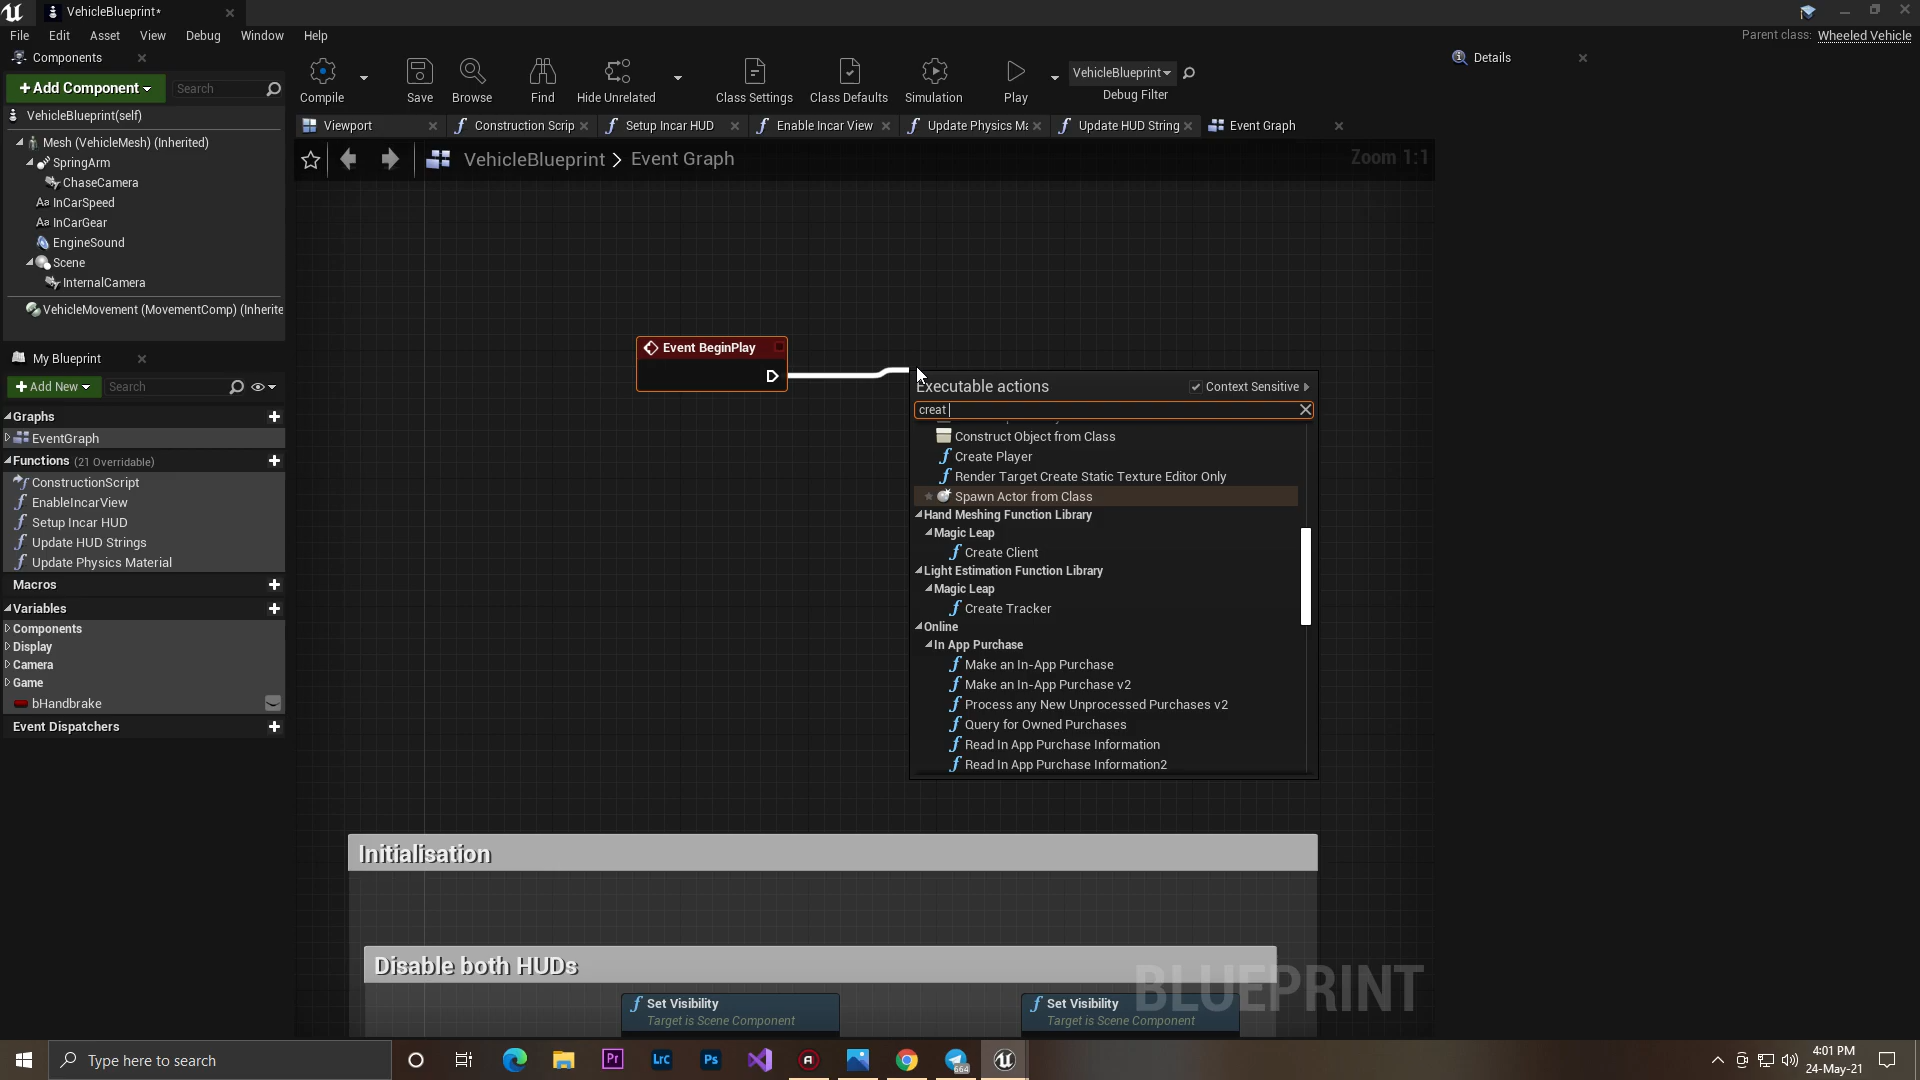 VehicleBlueprint*
File Edit Asset View Debug Window Help
Parent class: Wheeled Vehicle
Components
Add Component
Search
VehicleBlueprint(self)
Mesh (VehicleMesh) (Inherited)
SpringArm
ChaseCamera
Aa InCarSpeed
Aa InCarGear
EngineSound
Scene
InternalCamera
VehicleMovement (MovementComp) (Inherite
My Blueprint
Add New
Search
Graphs
EventGraph
Functions (21 Overridable)
ConstructionScript
EnableIncarView
Setup Incar HUD
Update HUD Strings
Update Physics Material
Macros
Variables
Components
Display
Camera
Game
bHandbrake
Event Dispatchers
Compile Save Browse Find Hide Unrelated Class Settings Class Defaults Simulation Play
VehicleBlueprint
Debug Filter
Viewport
Construction Scrip
Setup Incar HUD
Enable Incar View
Update Physics Ma
Update HUD String
Event Graph
VehicleBlueprint > Event Graph
Zoom 1:1
Event BeginPlay
Executable actions
Context Sensitive
creat
Construct Object from Class
Create Player
Render Target Create Static Texture Editor Only
Spawn Actor from Class
Hand Meshing Function Library
Magic Leap
Create Client
Light Estimation Function Library
Magic Leap
Create Tracker
Online
In App Purchase
Make an In-App Purchase
Make an In-App Purchase v2
Process any New Unprocessed Purchases v2
Query for Owned Purchases
Read In App Purchase Information
Read In App Purchase Information2
Initialisation
Disable both HUDs
Set Visibility
Target is Scene Component
Set Visibility
Target is Scene Component
BLUEPRINT
Details
Type here to search
Pr
Lrc
Ps
664
4:01 PM
24-May-21